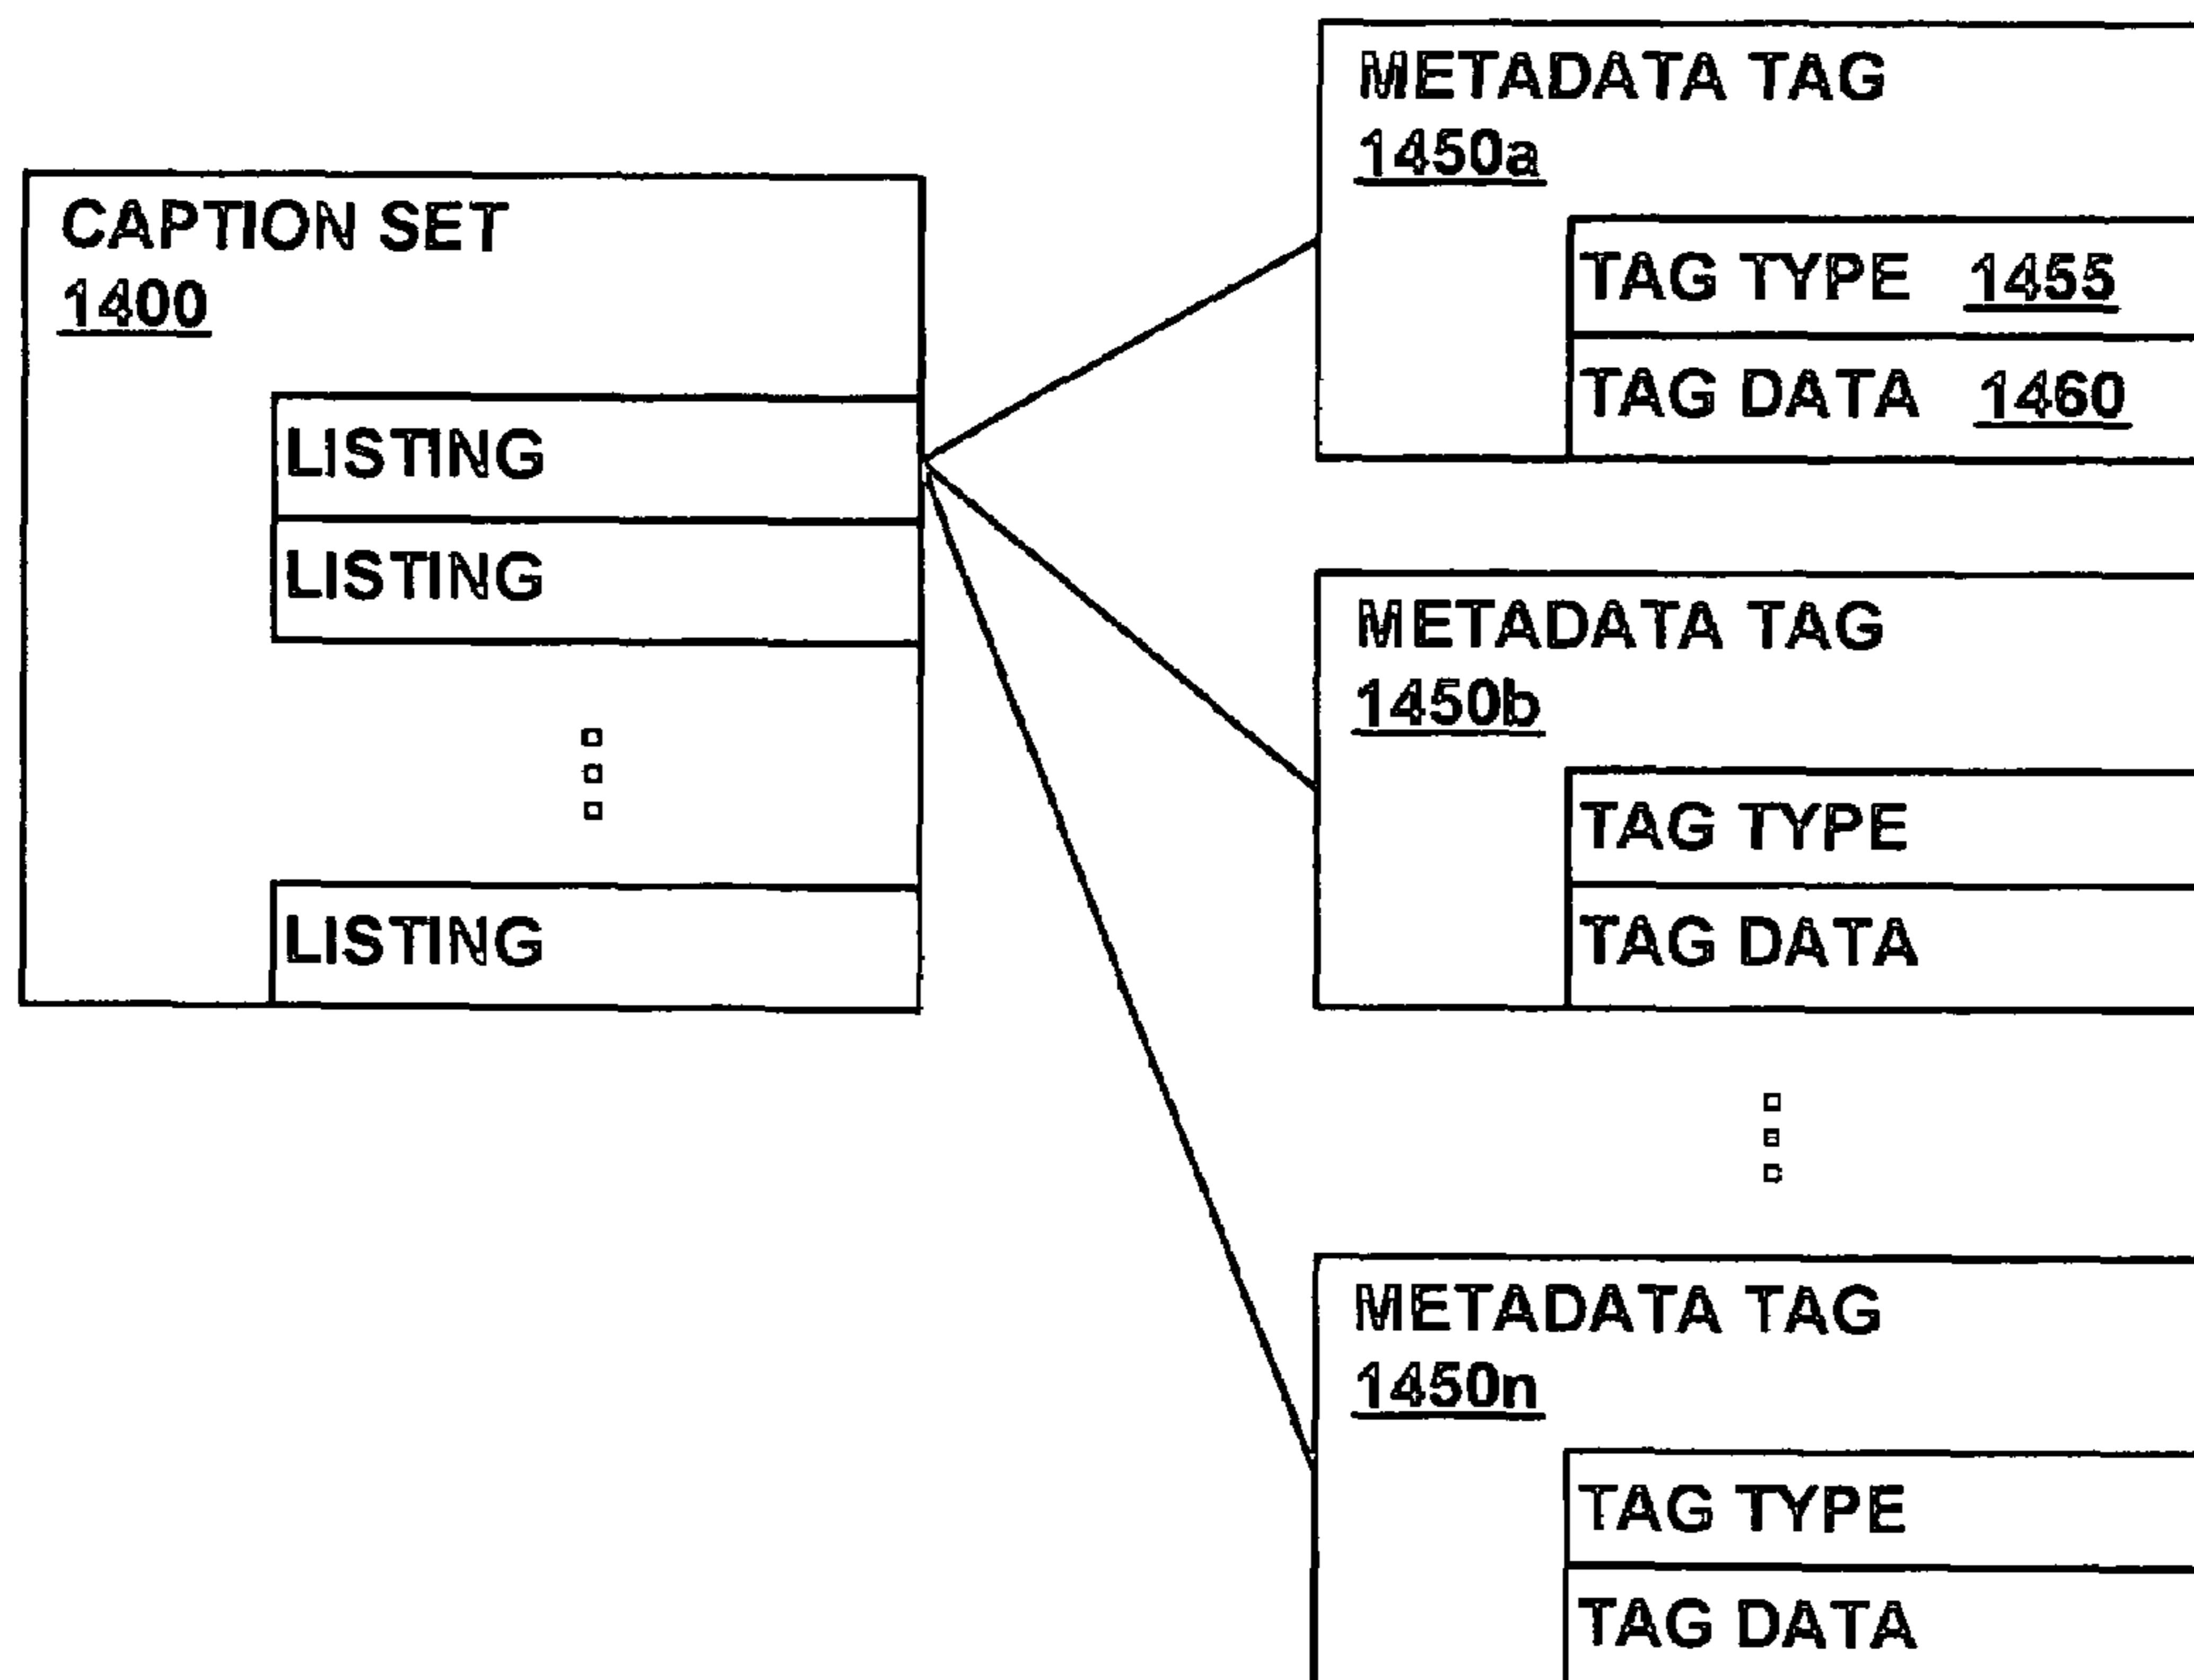 CAPTION SET
1400
LISTING
LISTING
LISTING
METADATA TAG
1450a
TAG TYPE 1455
TAG DATA 1460
METADATA TAG
1450b
TAG TYPE
TAG DATA
METADATA TAG
1450n
TAG TYPE
TAG DATA